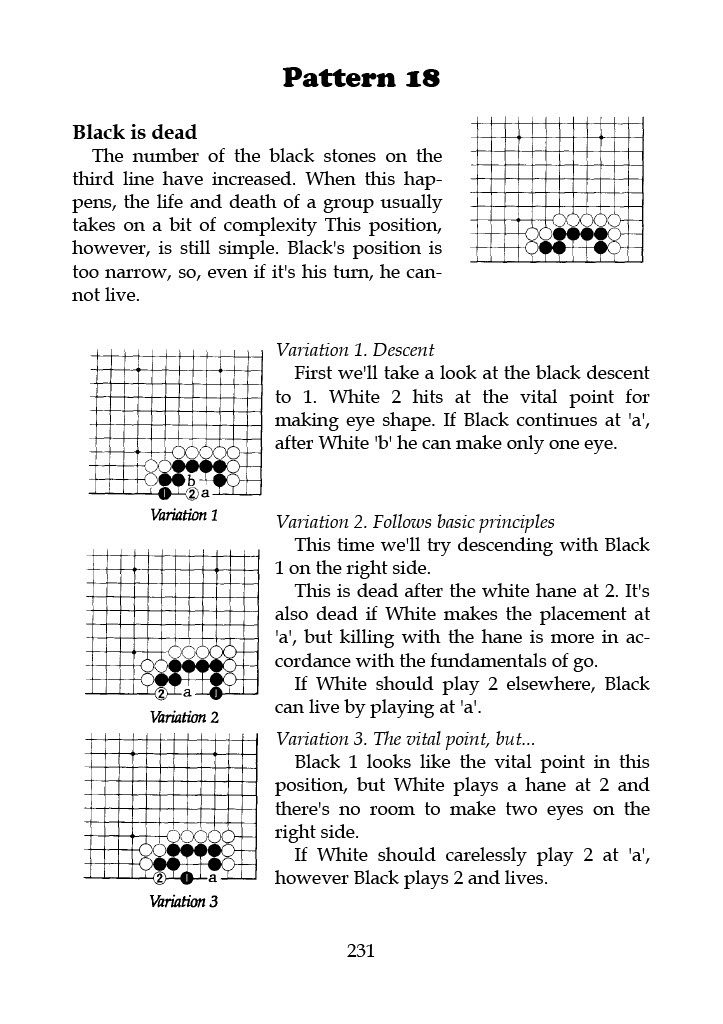 Pattern 18
Black is dead
The number of the black stones on the
third line have increased. When this hap-
pens, the life and death of a group usually
takes on a bit of complexity This position,
however, is still simple. Black's position is
too narrow, so, even if it's his turn, he can-
not live.
Variation 1. Descent
First we'll take a look at the black descent
to 1. White 2 hits at the vital point for
making eye shape. If Black continues at 'a',
after White 'b' he can make only one eye.
b
1 2 a
Variation 1
Variation 2. Follows basic principles
This time we'll try descending with Black
1 on the right side.
This is dead after the white hane at 2. It's
also dead if White makes the placement at
'a', but killing with the hane is more in ac-
cordance with the fundamentals of go.
If White should play 2 elsewhere, Black
can live by playing at 'a'.
2 a 1
Variation 2
Variation 3. The vital point, but...
Black 1 looks like the vital point in this
position, but White plays a hane at 2 and
there's no room to make two eyes on the
right side.
If White should carelessly play 2 at 'a',
however Black plays 2 and lives.
2 1 a
Variation 3
231